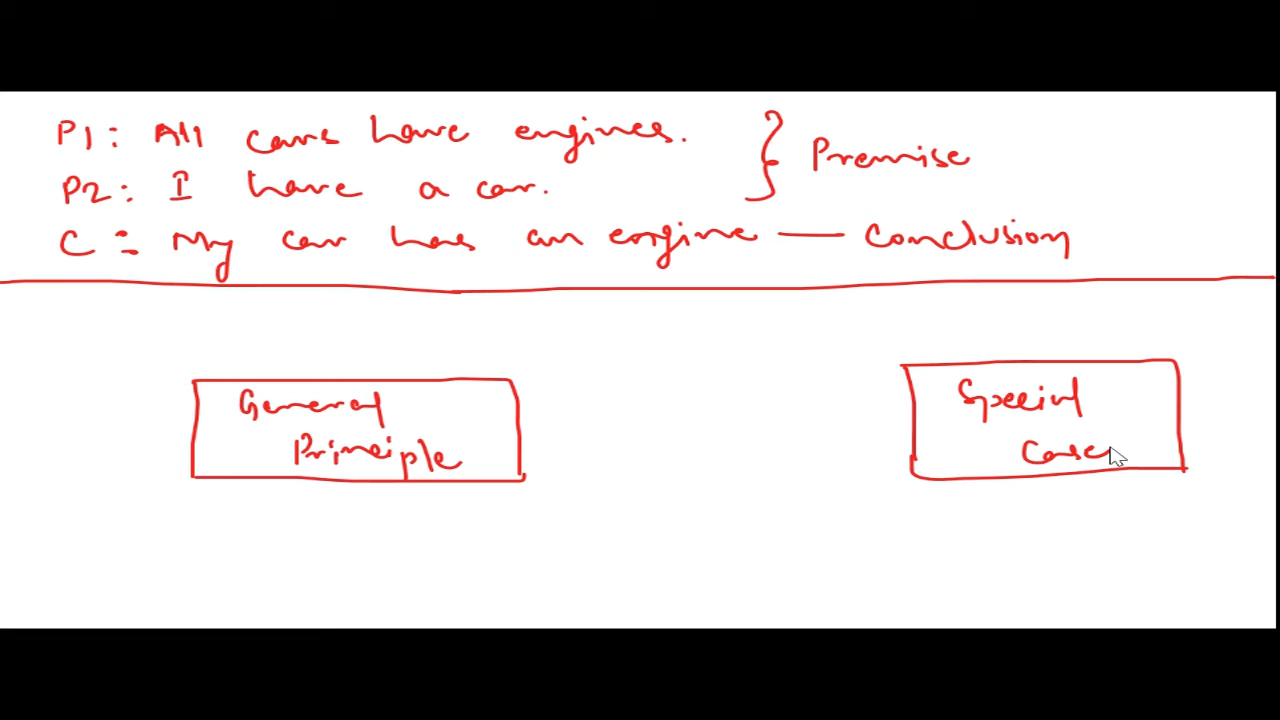 P1: All cars have engines. } Premise
P2: I have a car.
C: My car has an engine — Conclusion
General
Principle
Special
Case